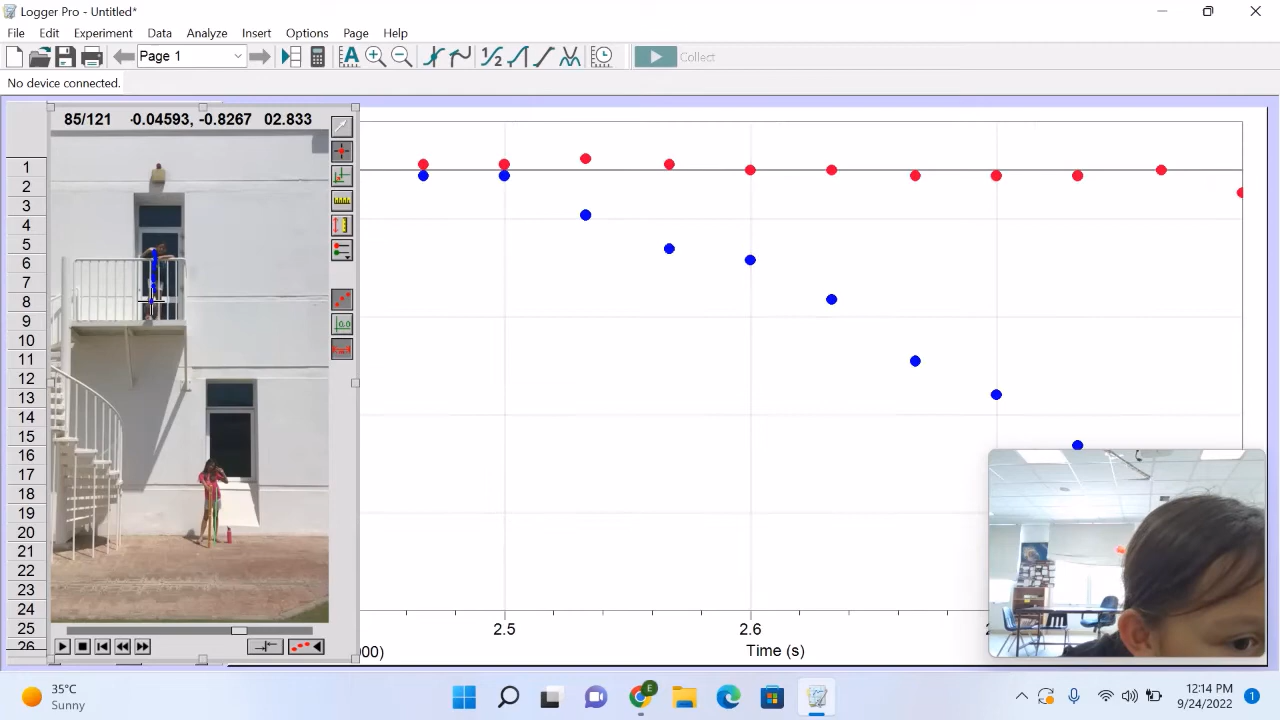 Logger Pro - Untitled*
File Edit Experiment Data Analyze Insert Options Page Help
Page 1
Collect
No device connected.
85/121 -0.04593, -0.8267 02.833
1
2
3
4
5
6
7
8
9
10
11
12
13
14
15
16
17
18
19
20
21
22
23
24
25
26
2.5 2.6
000) Time (s)
35°C
Sunny
12:14 PM
9/24/2022
1